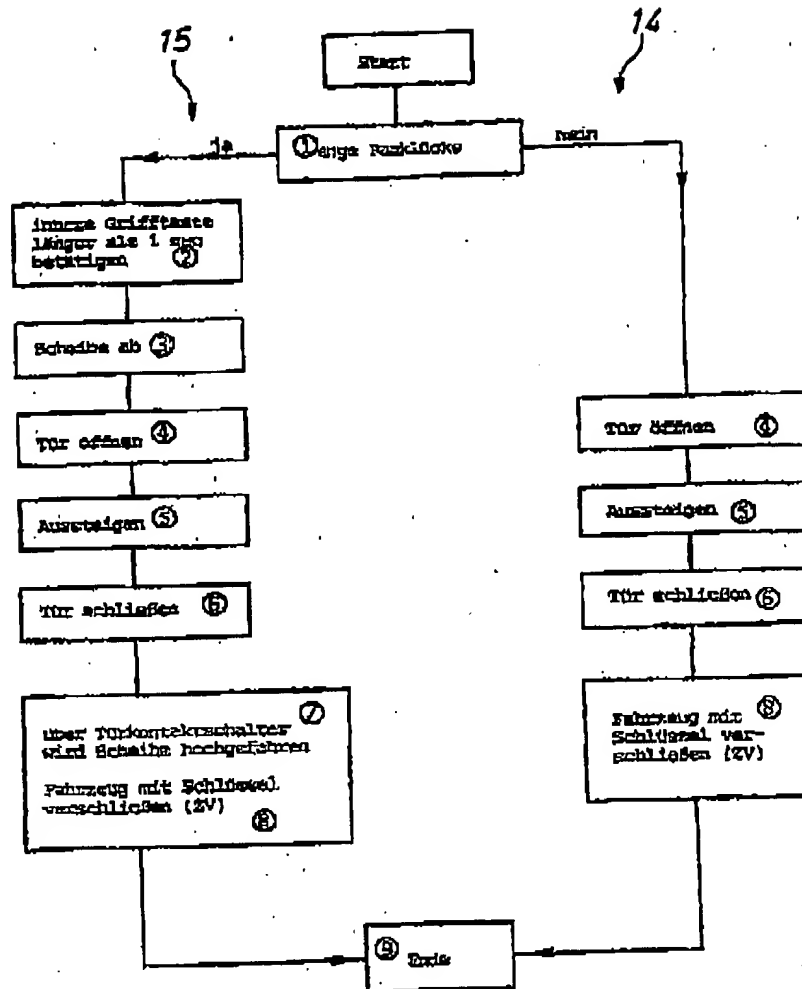 15
14
Start
① enge Parklücke
ja
nein
innere Grifftaste
länger als 1 sec
betätigen ②
Scheibe ab ③
Tür öffnen ④
Aussteigen ⑤
Tür schließen ⑥
⑦
über Türkontaktschalter
wird Scheibe hochgefahren
Fahrzeug mit Schlüssel
verschließen (ZV)
⑧
Tür öffnen ④
Aussteigen ⑤
Tür schließen ⑥
Fahrzeug mit ⑧
Schlüssel ver-
schließen (ZV)
⑨ Ende